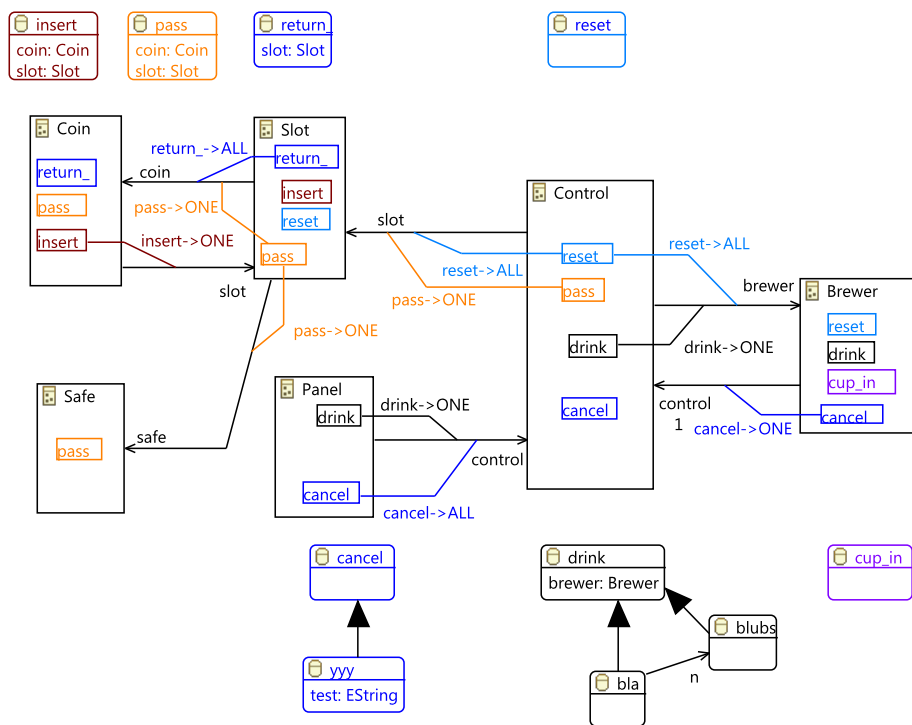 insert
coin: Coin
slot: Slot
pass
coin: Coin
slot: Slot
return_
slot: Slot
reset
Coin
return_
pass
insert
return_->ALL
coin
pass->ONE
insert->ONE
slot
Slot
return_
insert
reset
pass
pass->ONE
slot
reset->ALL
pass->ONE
Control
reset
pass
drink
cancel
reset->ALL
brewer
drink->ONE
control
1
cancel->ONE
Brewer
reset
drink
cup_in
cancel
Safe
pass
safe
Panel
drink
cancel
drink->ONE
control
cancel->ALL
cancel
yyy
test: EString
drink
brewer: Brewer
blubs
bla
n
cup_in